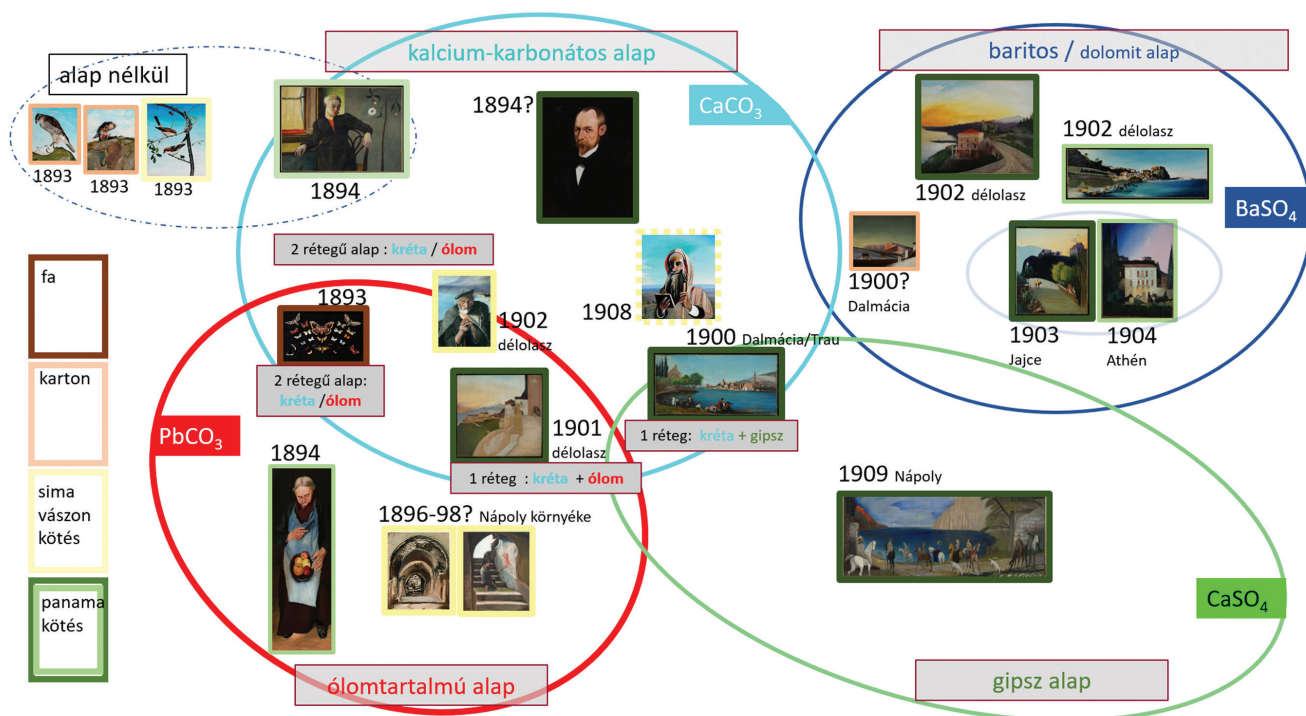 kalcium-karbonátos alap
baritos / dolomit alap
alap nélkül
CaCO3
1894?
1893
1893
1893
1894
1902 délolasz
1902 délolasz
BaSO4
2 rétegű alap : kréta / ólom
1900?
Dalmácia
1903
Jajce
1904
Athén
fa
1893
1902
délolasz
1908
1900 Dalmácia/Trau
karton
2 rétegű alap:
kréta /ólom
PbCO3
1901
délolasz
1 réteg: kréta + gipsz
1 réteg : kréta + ólom
1894
1896-98? Nápoly környéke
1909 Nápoly
sima
vászon
kötés
panama
kötés
CaSO4
ólomtartalmú alap
gipsz alap